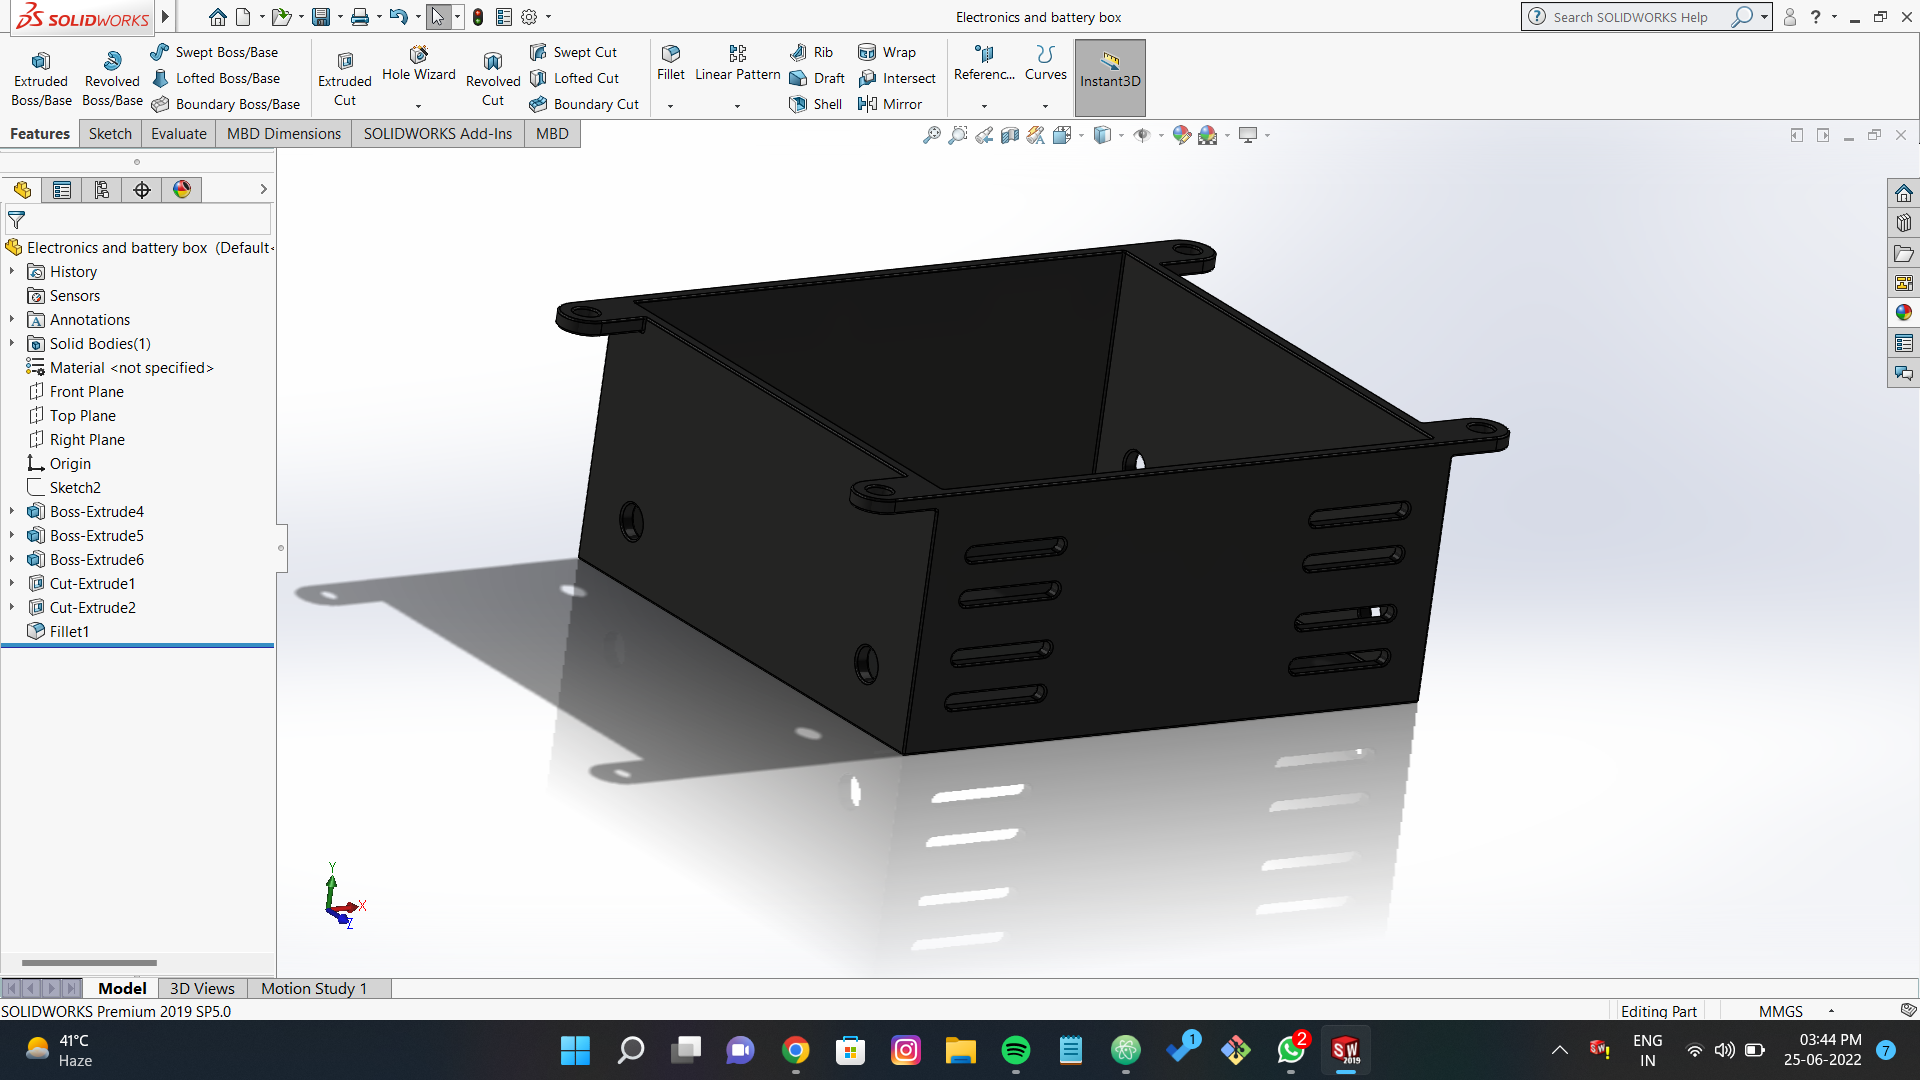 SOLIDWORKS
Electronics and battery box
Search SOLIDWORKS Help
Extruded Boss/Base
Revolved Boss/Base
Swept Boss/Base
Lofted Boss/Base
Boundary Boss/Base
Extruded Cut
Hole Wizard
Revolved Cut
Swept Cut
Lofted Cut
Boundary Cut
Fillet
Linear Pattern
Rib
Draft
Shell
Wrap
Intersect
Mirror
Referenc...
Curves
Instant3D
Features
Sketch
Evaluate
MBD Dimensions
SOLIDWORKS Add-Ins
MBD
Electronics and battery box (Default<
History
Sensors
Annotations
Solid Bodies(1)
Material <not specified>
Front Plane
Top Plane
Right Plane
Origin
Sketch2
Boss-Extrude4
Boss-Extrude5
Boss-Extrude6
Cut-Extrude1
Cut-Extrude2
Fillet1
Y
X
Z
Model
3D Views
Motion Study 1
SOLIDWORKS Premium 2019 SP5.0
Editing Part
MMGS
41°C
Haze
1
2
SW
2019
ENG
IN
03:44 PM
25-06-2022
7